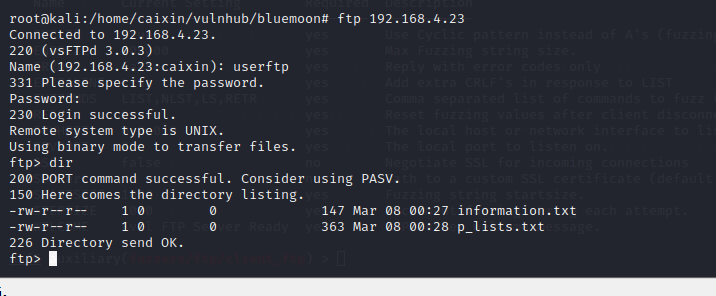 root@kali:/home/caixin/vulnhub/bluemoon# ftp 192.168.4.23
Connected to 192.168.4.23.
220 (vsFTPd 3.0.3)
Name (192.168.4.23:caixin): userftp
331 Please specify the password.
Password:
230 Login successful.
Remote system type is UNIX.
Using binary mode to transfer files.
ftp> dir
200 PORT command successful. Consider using PASV.
150 Here comes the directory listing.
-rw-r--r-- 1 0 0 147 Mar 08 00:27 information.txt
-rw-r--r-- 1 0 0 363 Mar 08 00:28 p_lists.txt
226 Directory send OK.
ftp>